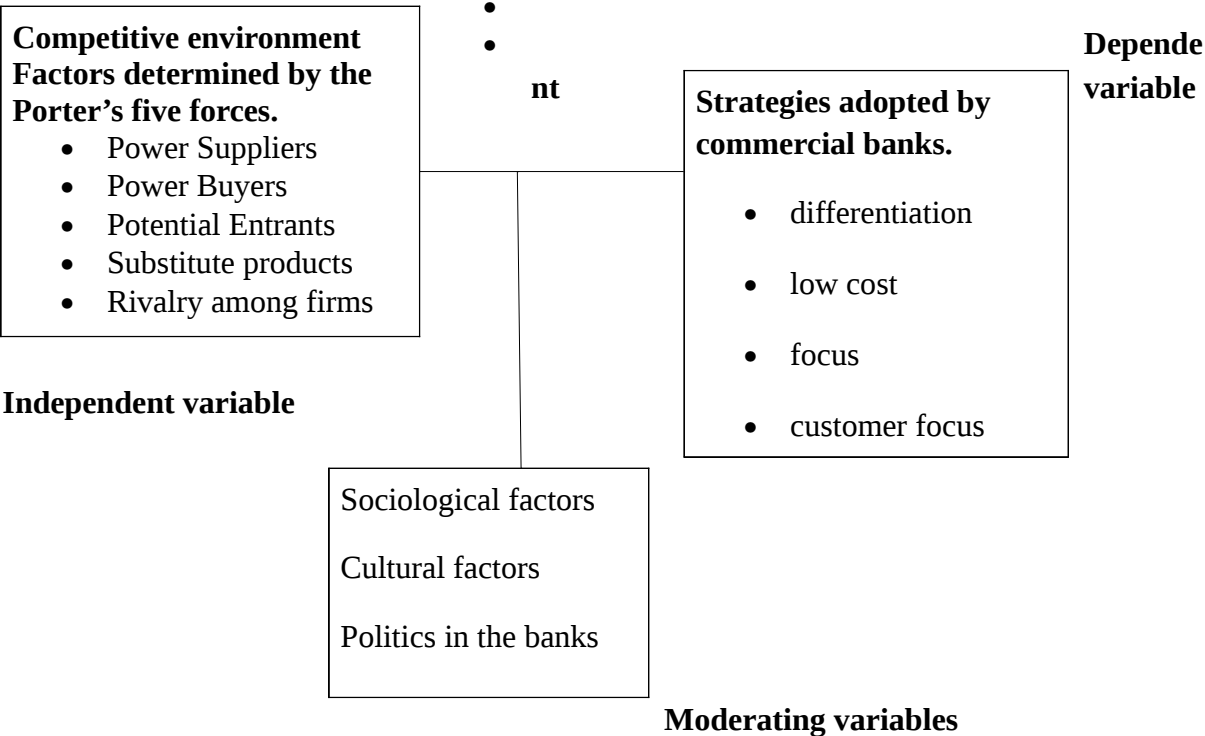 •
•
Competitive environment
Factors determined by the
Porter’s five forces.
• Power Suppliers
• Power Buyers
• Potential Entrants
• Substitute products
• Rivalry among firms
Independent variable
nt
Depende
variable
Strategies adopted by
commercial banks.
• differentiation
• low cost
• focus
• customer focus
Sociological factors
Cultural factors
Politics in the banks
Moderating variables